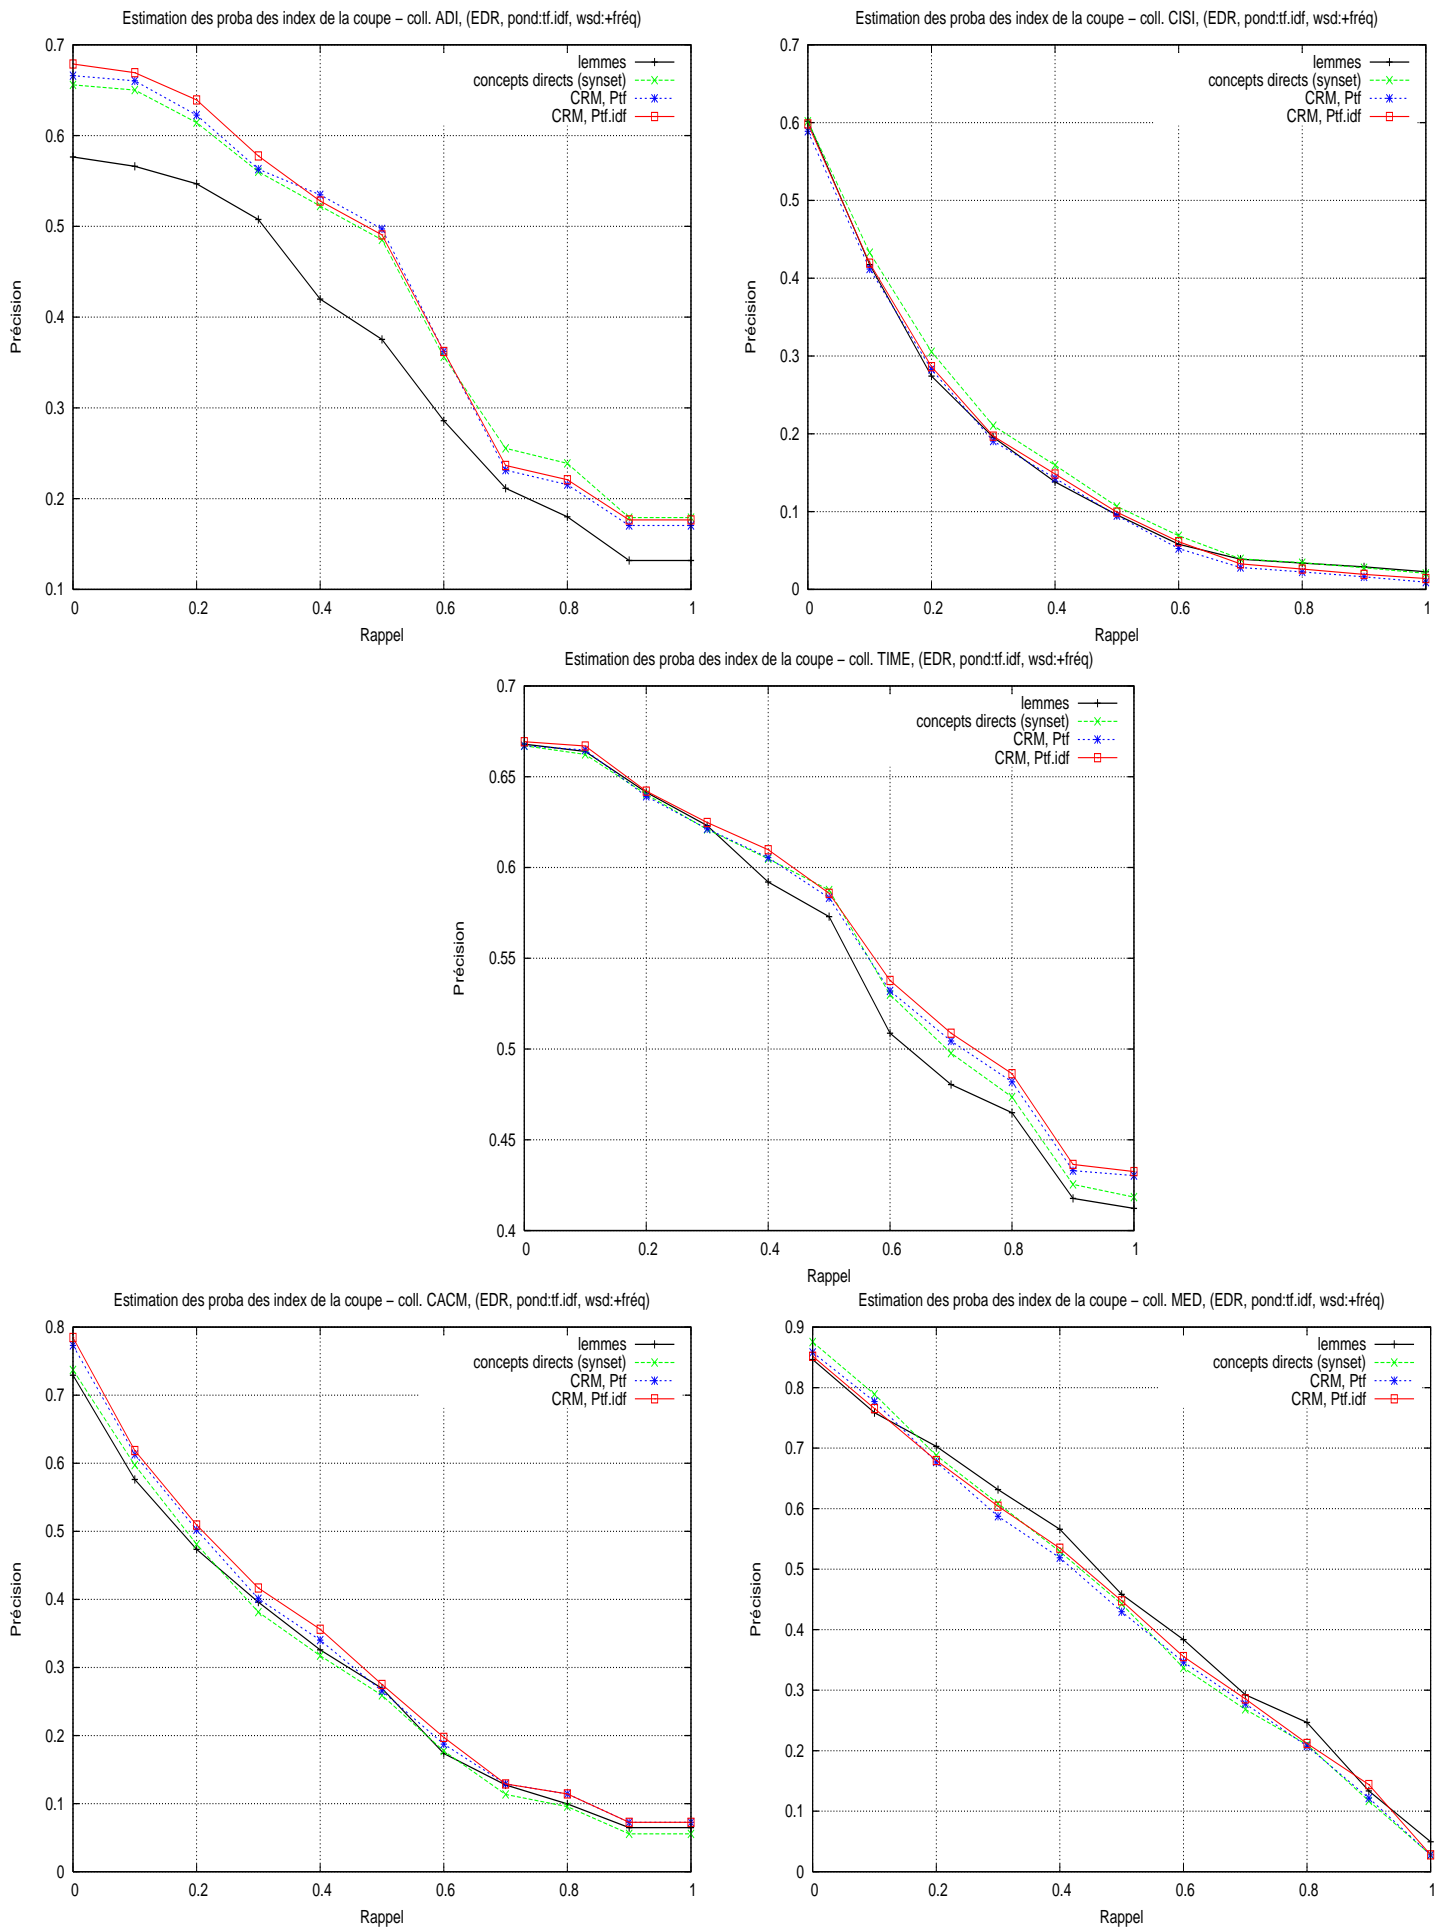 Estimation des proba des index de la coupe – coll. ADI, (EDR, pond:tf.idf, wsd:+fréq)
0.7
0.6
0.5
0.4
0.3
0.2
0.1
0 0.2 0.4 0.6 0.8 1
Précision
Rappel
lemmes
concepts directs (synset)
CRM, Ptf
CRM, Ptf.idf
Estimation des proba des index de la coupe – coll. CISI, (EDR, pond:tf.idf, wsd:+fréq)
0.7
0.6
0.5
0.4
0.3
0.2
0.1
0
0 0.2 0.4 0.6 0.8 1
Précision
Rappel
lemmes
concepts directs (synset)
CRM, Ptf
CRM, Ptf.idf
Estimation des proba des index de la coupe – coll. TIME, (EDR, pond:tf.idf, wsd:+fréq)
0.7
0.65
0.6
0.55
0.5
0.45
0.4
0 0.2 0.4 0.6 0.8 1
Précision
Rappel
lemmes
concepts directs (synset)
CRM, Ptf
CRM, Ptf.idf
Estimation des proba des index de la coupe – coll. CACM, (EDR, pond:tf.idf, wsd:+fréq)
0.8
0.7
0.6
0.5
0.4
0.3
0.2
0.1
0
0 0.2 0.4 0.6 0.8 1
Précision
Rappel
lemmes
concepts directs (synset)
CRM, Ptf
CRM, Ptf.idf
Estimation des proba des index de la coupe – coll. MED, (EDR, pond:tf.idf, wsd:+fréq)
0.9
0.8
0.7
0.6
0.5
0.4
0.3
0.2
0.1
0
0 0.2 0.4 0.6 0.8 1
Précision
Rappel
lemmes
concepts directs (synset)
CRM, Ptf
CRM, Ptf.idf